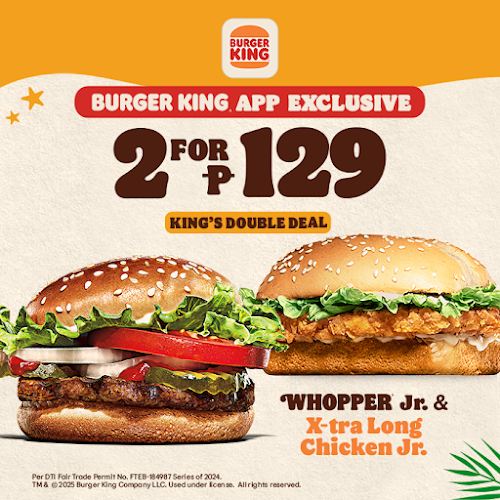 BURGER
KING
BURGER KING® APP EXCLUSIVE
2 FOR ₱129
KING'S DOUBLE DEAL
WHOPPER® Jr. &
X-tra Long
Chicken Jr.
Per DTI Fair Trade Permit No. FTEB-184987 Series of 2024.
TM & © 2025 Burger King Company LLC. Used under license. All rights reserved.